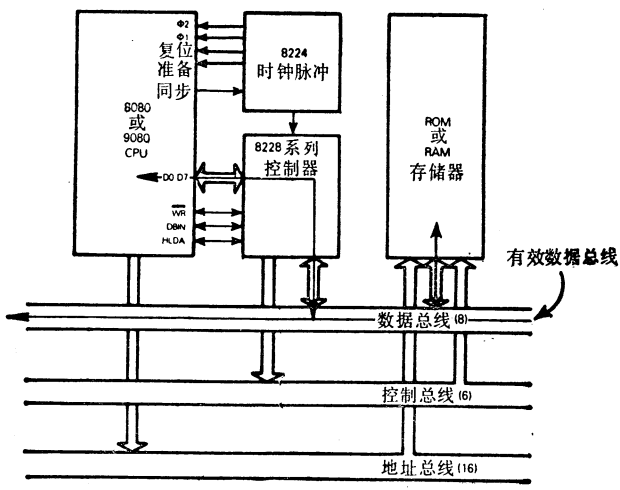 Φ2
Φ1
复位
准备
同步
8080
或
9080
CPU
D0 D7
WR
DBIN
HLDA
8224
时钟脉冲
8228系列
控制器
ROM
或
RAM
存储器
有效数据总线
数据总线(8)
控制总线(6)
地址总线(16)